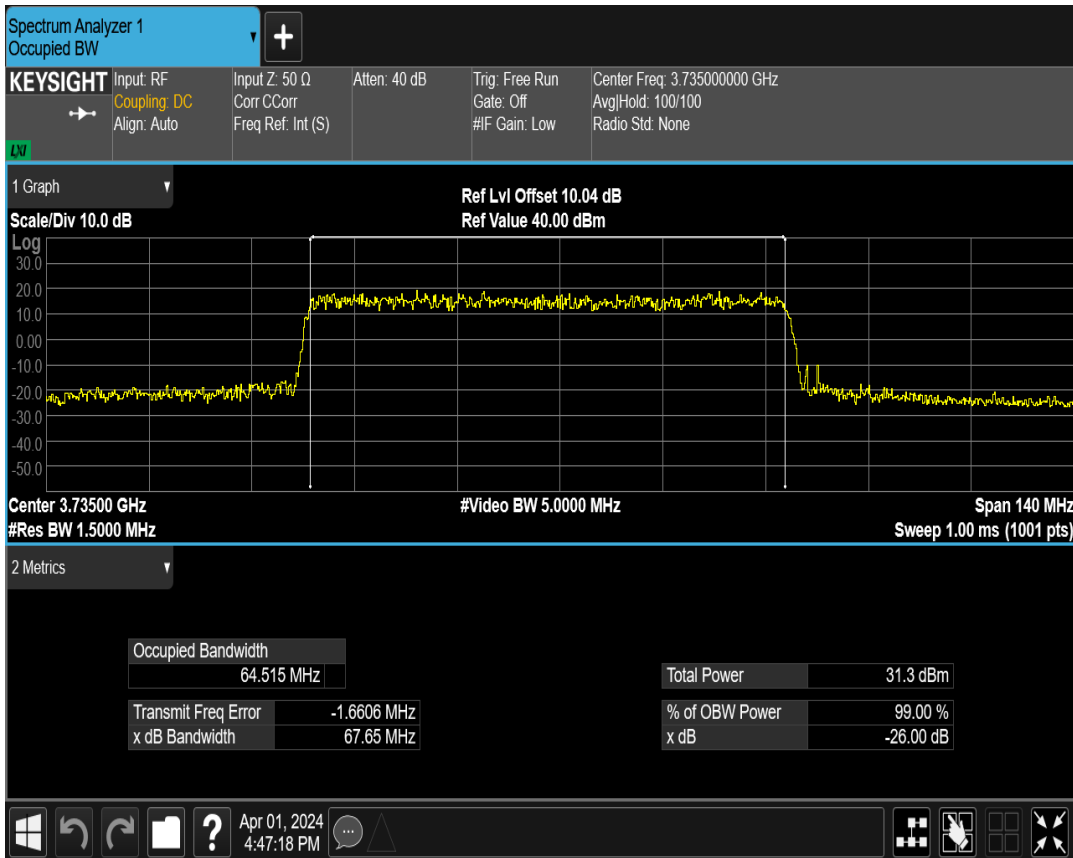 Spectrum Analyzer 1
Occupied BW
KEYSIGHT
LXI
Input: RF
Coupling: DC
Align: Auto
Input Z: 50 Ω
Corr CCorr
Freq Ref: Int (S)
Atten: 40 dB
Trig: Free Run
Gate: Off
#IF Gain: Low
Center Freq: 3.735000000 GHz
Avg|Hold: 100/100
Radio Std: None
1 Graph
Scale/Div 10.0 dB
Ref Lvl Offset 10.04 dB
Ref Value 40.00 dBm
Log
30.0
20.0
10.0
0.00
-10.0
-20.0
-30.0
-40.0
-50.0
Center 3.73500 GHz
#Res BW 1.5000 MHz
#Video BW 5.0000 MHz
Span 140 MHz
Sweep 1.00 ms (1001 pts)
2 Metrics
Occupied Bandwidth
64.515 MHz
Transmit Freq Error -1.6606 MHz
x dB Bandwidth 67.65 MHz
Total Power 31.3 dBm
% of OBW Power 99.00 %
x dB -26.00 dB
Apr 01, 2024
4:47:18 PM